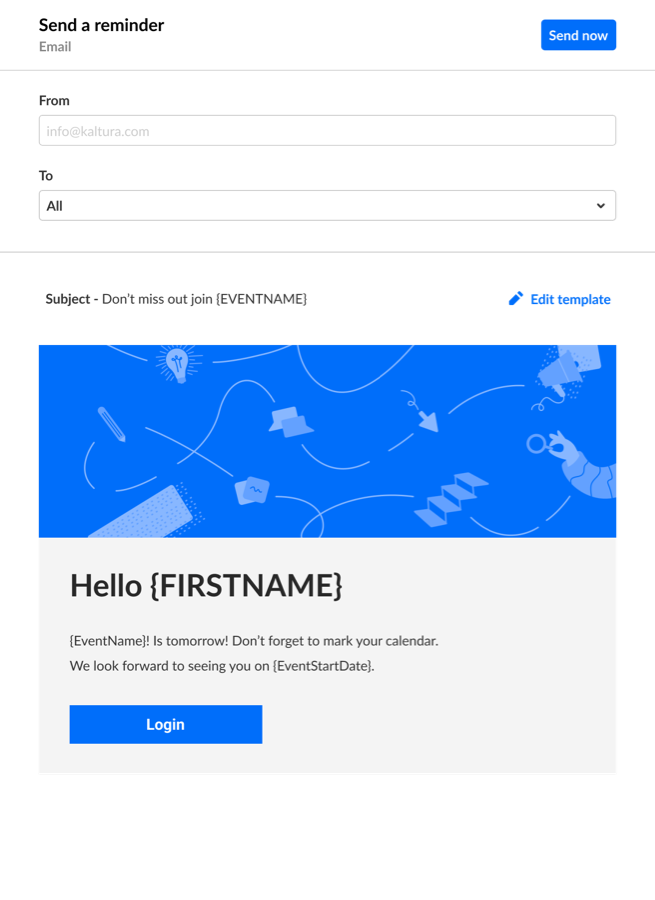 Send a reminder
Email
Send now
From
info@kaltura.com
To
All
Subject - Don't miss out join {EVENTNAME}
Edit template
Hello {FIRSTNAME}
{EventName}! Is tomorrow! Don't forget to mark your calendar.
We look forward to seeing you on {EventStartDate}.
Login